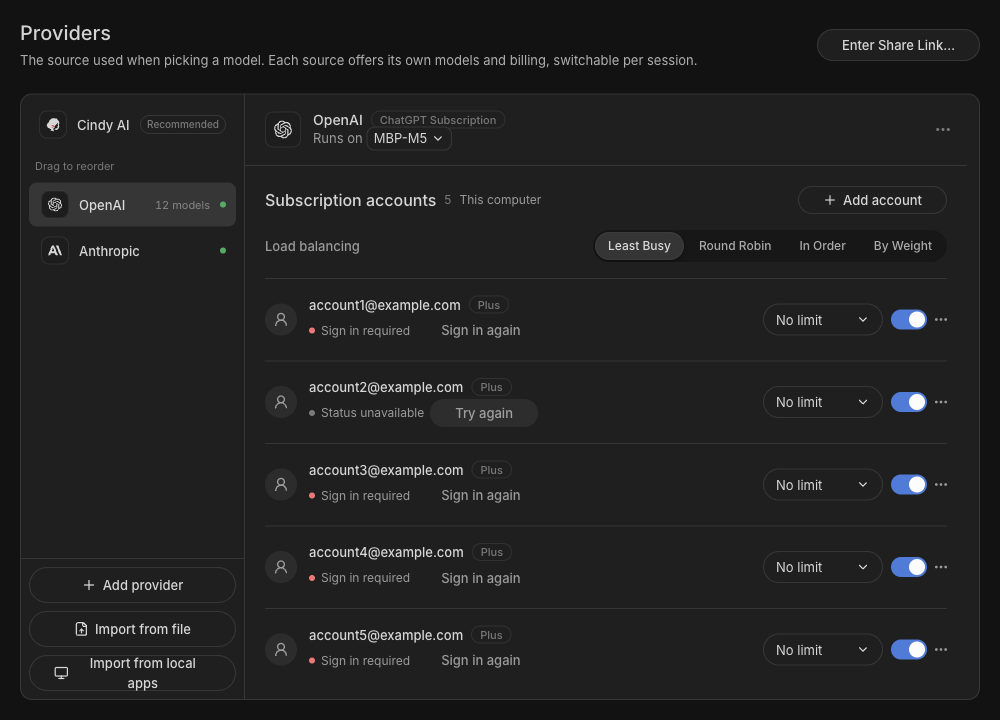 Providers
The source used when picking a model. Each source offers its own models and billing, switchable per session.
Enter Share Link...
Cindy AI Recommended
Drag to reorder
OpenAI 12 models
Anthropic
Add provider
Import from file
Import from local
apps
OpenAI ChatGPT Subscription
Runs on MBP-M5
Subscription accounts 5 This computer
Add account
Load balancing
Least Busy Round Robin In Order By Weight
account1@example.com Plus
Sign in required Sign in again
No limit
account2@example.com Plus
Status unavailable Try again
No limit
account3@example.com Plus
Sign in required Sign in again
No limit
account4@example.com Plus
Sign in required Sign in again
No limit
account5@example.com Plus
Sign in required Sign in again
No limit